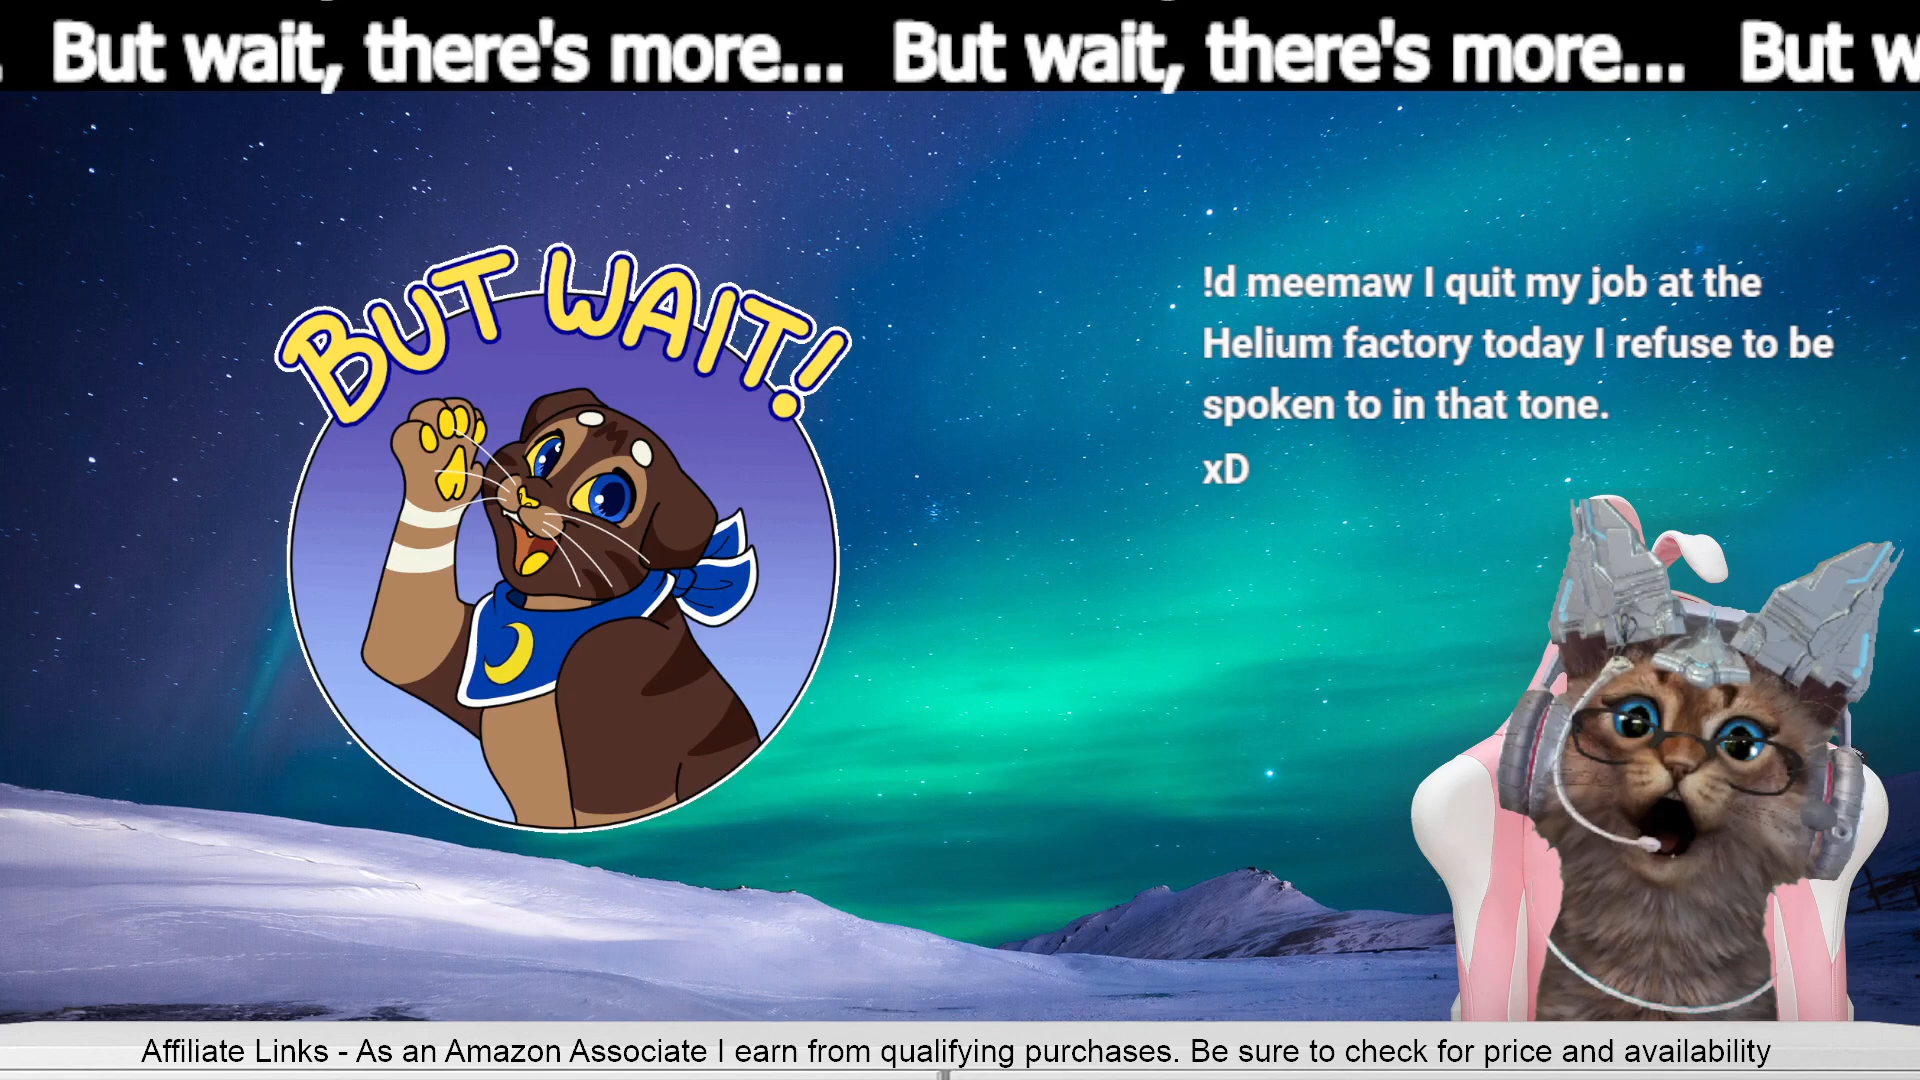 But wait, there's more... But wait, there's more... But w
BUT WAIT!
!d meemaw I quit my job at the
Helium factory today I refuse to be
spoken to in that tone.
xD
Affiliate Links - As an Amazon Associate I earn from qualifying purchases. Be sure to check for price and availability